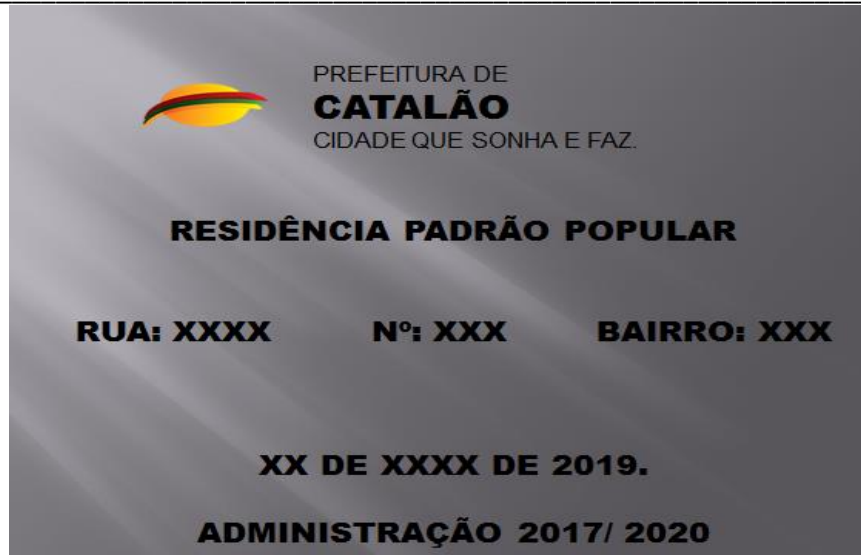 PREFEITURA DE
CATALÃO
CIDADE QUE SONHA E FAZ.
RESIDÊNCIA PADRÃO POPULAR
RUA: XXXX Nº: XXX BAIRRO: XXX
XX DE XXXX DE 2019.
ADMINISTRAÇÃO 2017/ 2020